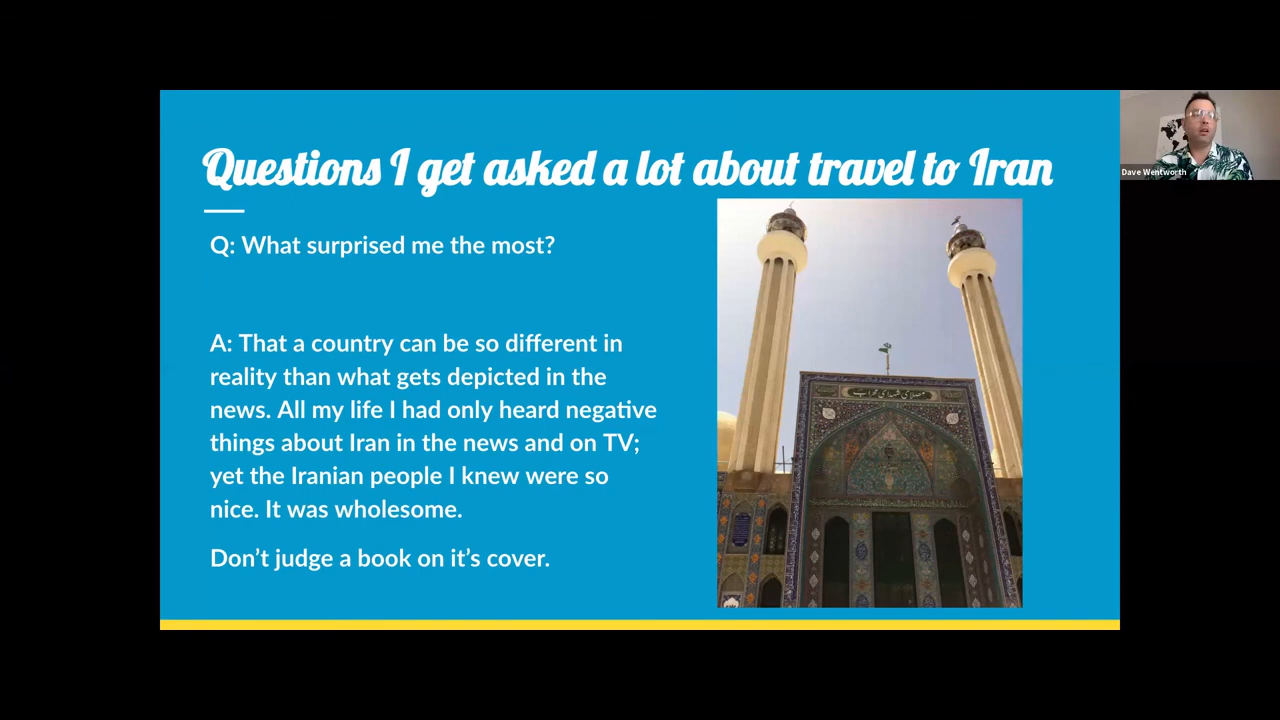 Questions I get asked a lot about travel to Iran
Q: What surprised me the most?
A: That a country can be so different in
reality than what gets depicted in the
news. All my life I had only heard negative
things about Iran in the news and on TV;
yet the Iranian people I knew were so
nice. It was wholesome.
Don’t judge a book on it’s cover.
Dave Wentworth